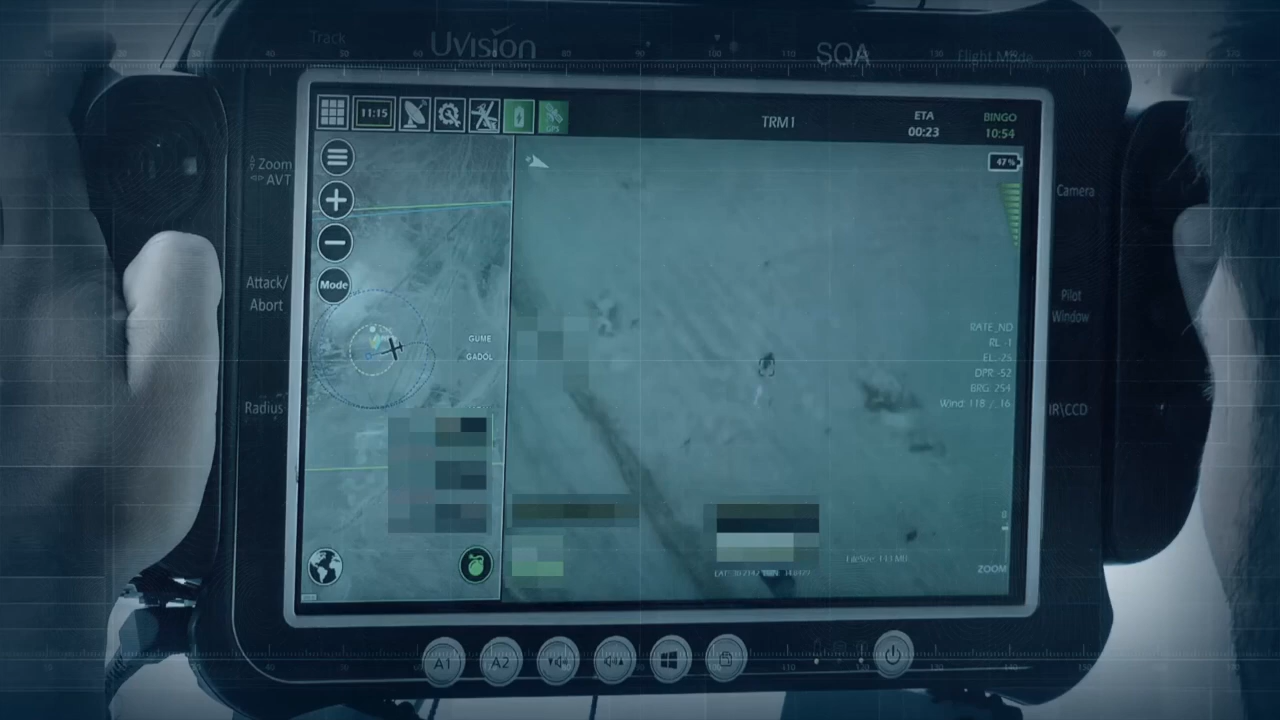 Track
UVision
SQA
Flight Mode
11:15
GPS
TRM1
ETA
00:23
BINGO
10:54
47%
Zoom
AVT
Camera
Attack/
Abort
Mode
Pilot
Window
GUME
GADOL
RATE_ND
RL. -1
EL. -25
DPR. -52
BRG. 254
Wind: 118 / 16
Radius
IR\CCD
ZOOM
A1
A2